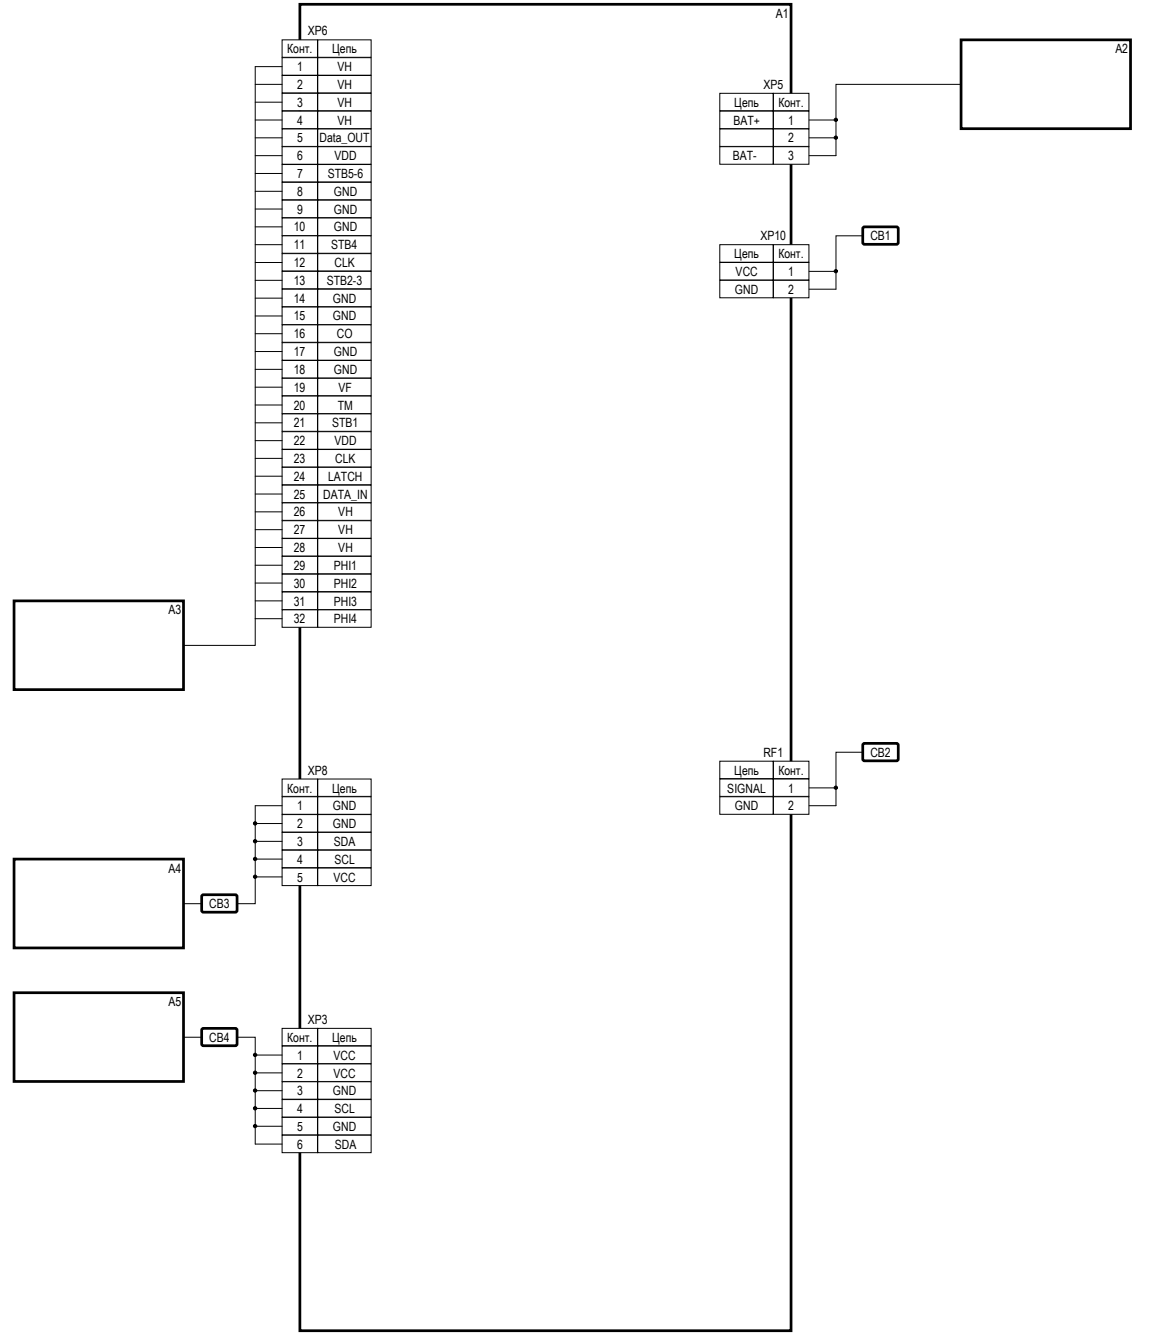 A1
XP6
Конт. Цепь
1 VH
2 VH
3 VH
4 VH
5 Data_OUT
6 VDD
7 STB5-6
8 GND
9 GND
10 GND
11 STB4
12 CLK
13 STB2-3
14 GND
15 GND
16 CO
17 GND
18 GND
19 VF
20 TM
21 STB1
22 VDD
23 CLK
24 LATCH
25 DATA_IN
26 VH
27 VH
28 VH
29 PHI1
30 PHI2
31 PHI3
32 PHI4
A3
XP8
Конт. Цепь
1 GND
2 GND
3 SDA
4 SCL
5 VCC
A4
СВ3
A5
СВ4
XP3
Конт. Цепь
1 VCC
2 VCC
3 GND
4 SCL
5 GND
6 SDA
A2
XP5
Цепь Конт.
BAT+ 1
2
BAT- 3
СВ1
XP10
Цепь Конт.
VCC 1
GND 2
СВ2
RF1
Цепь Конт.
SIGNAL 1
GND 2